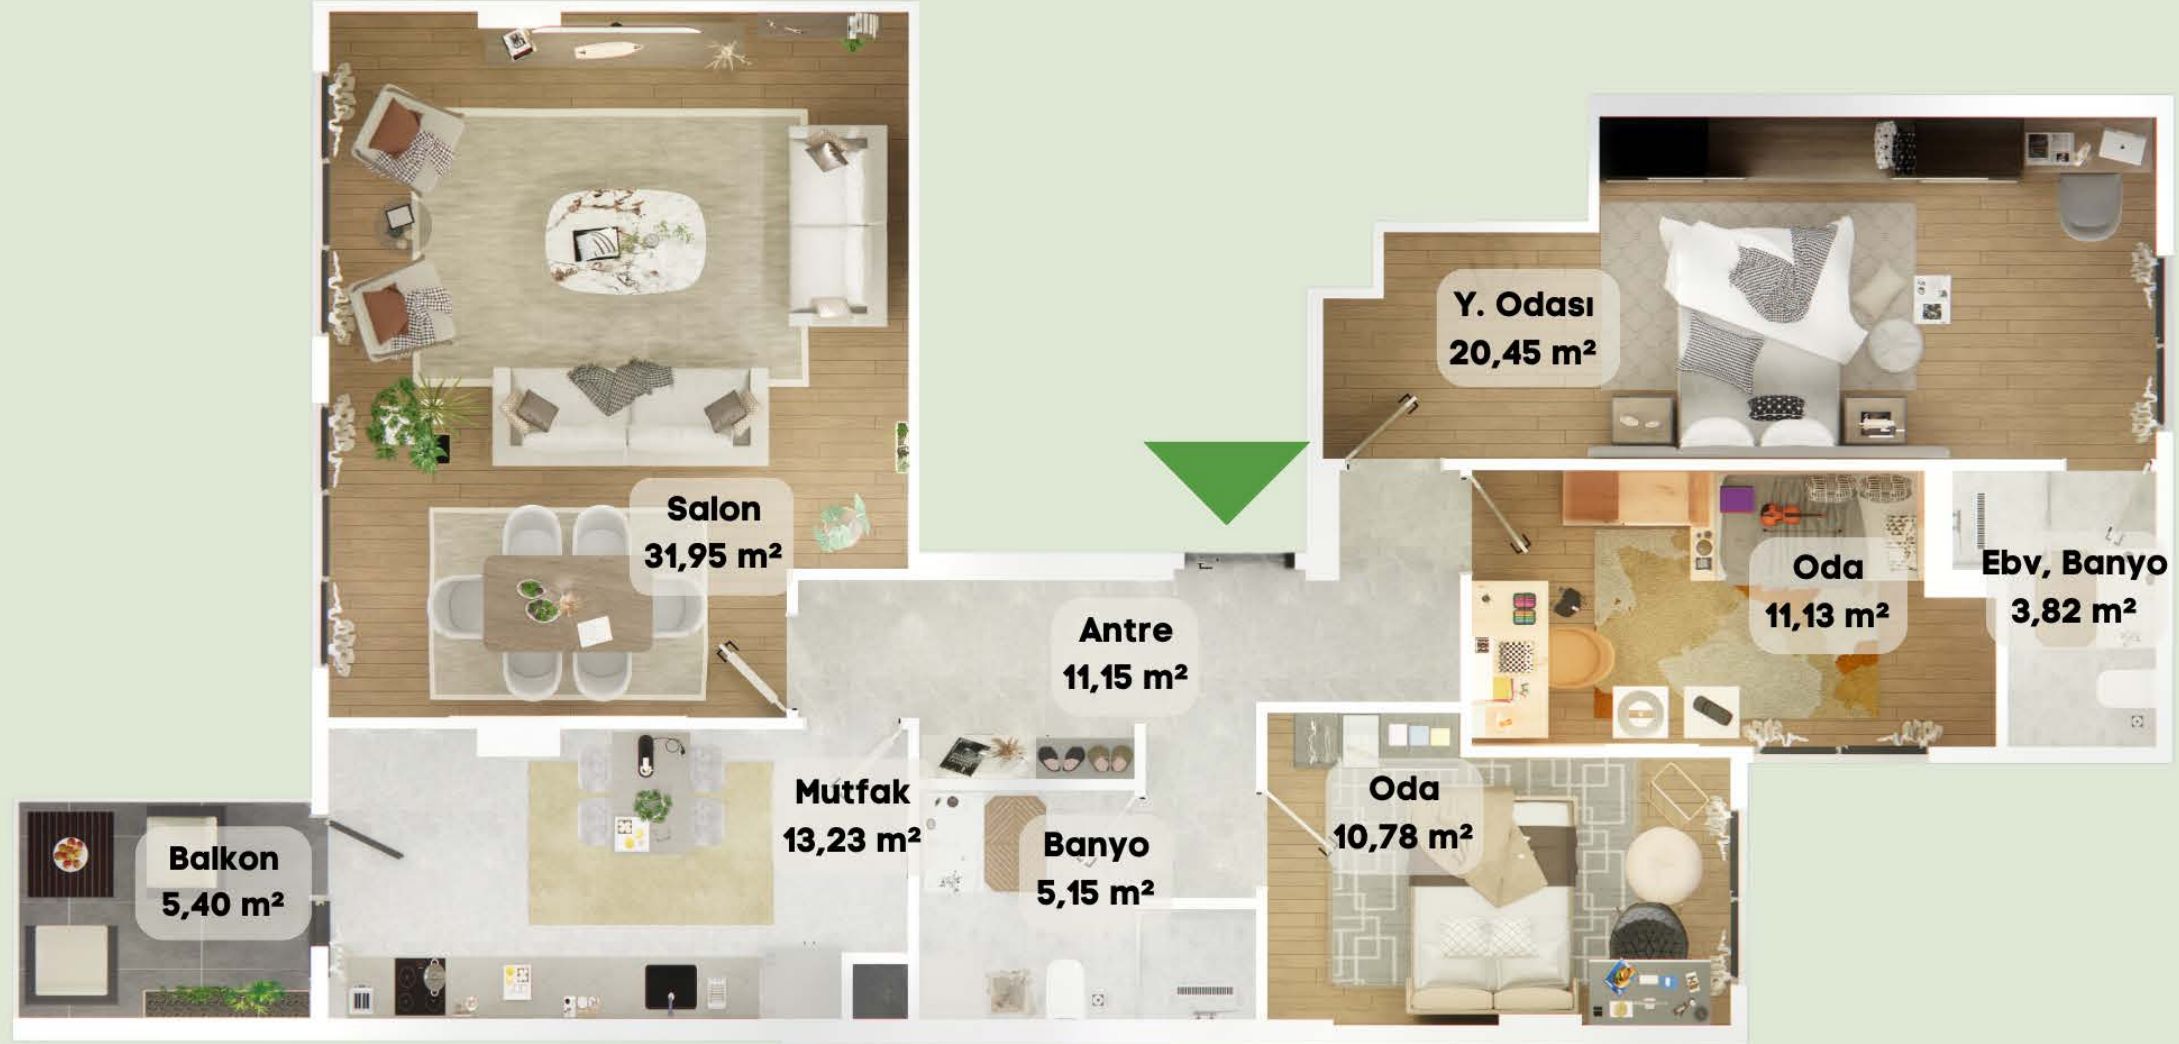 Y. Odası
20,45 m²
Salon
31,95 m²
Oda
11,13 m²
Ebv, Banyo
3,82 m²
Antre
11,15 m²
Mutfak
13,23 m²
Oda
10,78 m²
Banyo
5,15 m²
Balkon
5,40 m²